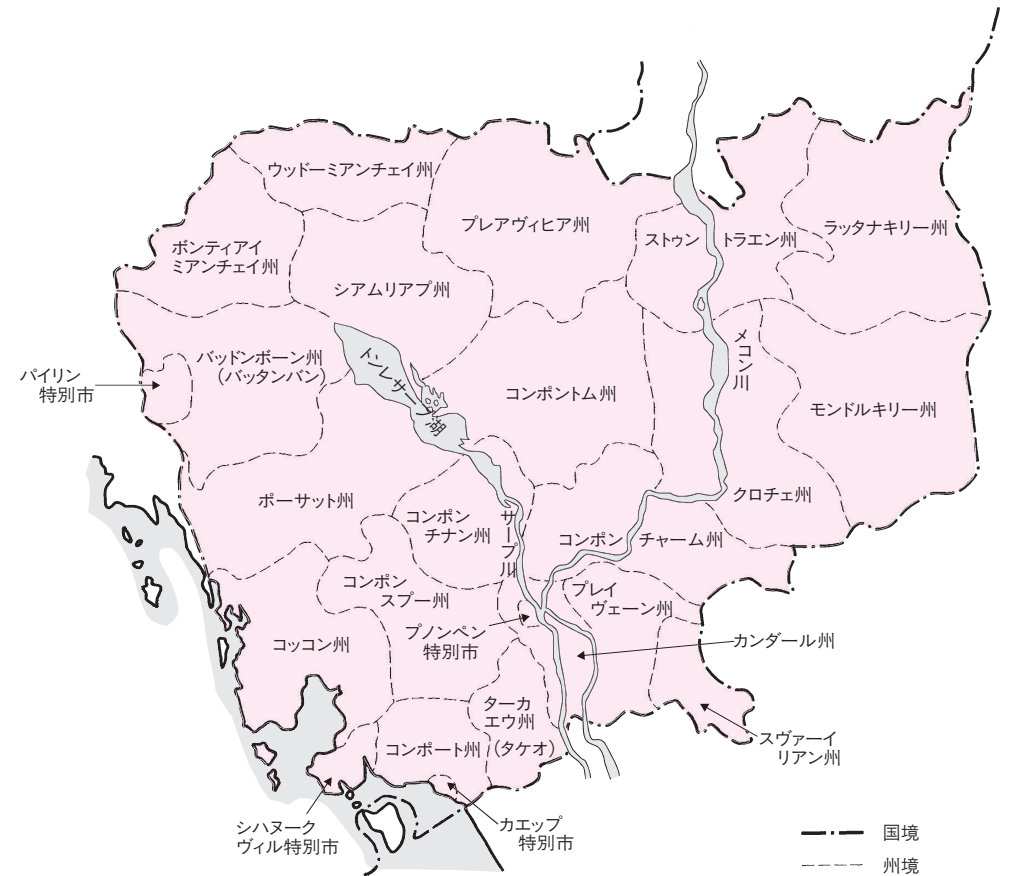 ウッドーミアンチェイ州
プレアヴィヒア州
ストゥン トラエン州
ラッタナキリー州
ボンティアイ
ミアンチェイ州
シアムリアプ州
メコン川
バッドンボーン州
（バッタンバン）
パイリン
特別市
トンレサープ湖
コンポントム州
モンドルキリー州
ポーサット州
コンポン
チナン州
サープ川
クロチェ州
コンポン チャーム州
コンポン
スプー州
プレイ
ヴェーン州
プノンペン
特別市
コッコン州
カンダール州
ターカ
エウ州
（タケオ）
コンポート州
スヴァーイ
リアン州
シハヌーク
ヴィル特別市
カエップ
特別市
国境
州境